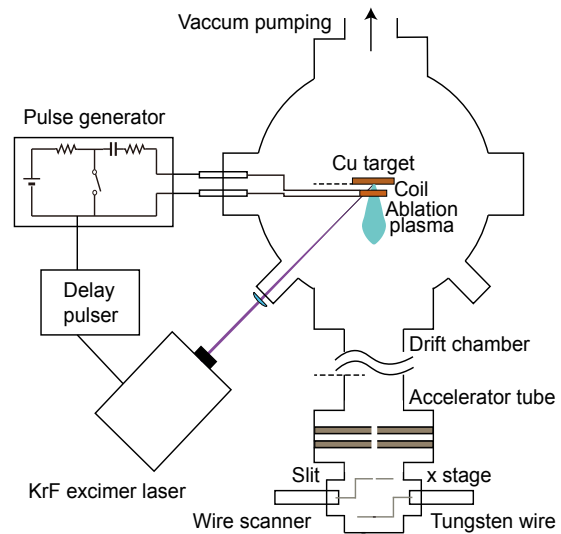 Vaccum pumping
Pulse generator
Cu target
Coil
Ablation
plasma
Delay
pulser
Drift chamber
Accelerator tube
KrF excimer laser
Slit
x stage
Wire scanner
Tungsten wire